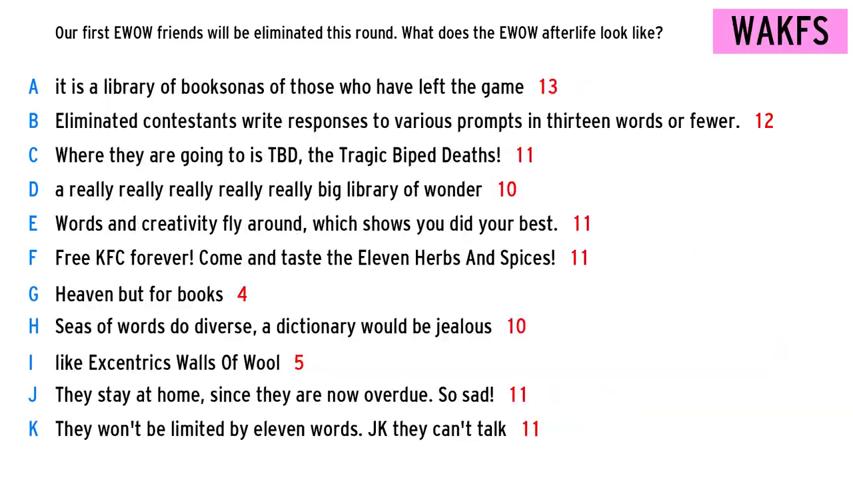 Our first EWOW friends will be eliminated this round. What does the EWOW afterlife look like?
WAKFS
A it is a library of booksonas of those who have left the game 13
B Eliminated contestants write responses to various prompts in thirteen words or fewer. 12
C Where they are going to is TBD, the Tragic Biped Deaths! 11
D a really really really really really big library of wonder 10
E Words and creativity fly around, which shows you did your best. 11
F Free KFC forever! Come and taste the Eleven Herbs And Spices! 11
G Heaven but for books 4
H Seas of words do diverse, a dictionary would be jealous 10
I like Excentrics Walls Of Wool 5
J They stay at home, since they are now overdue. So sad! 11
K They won't be limited by eleven words. JK they can't talk 11